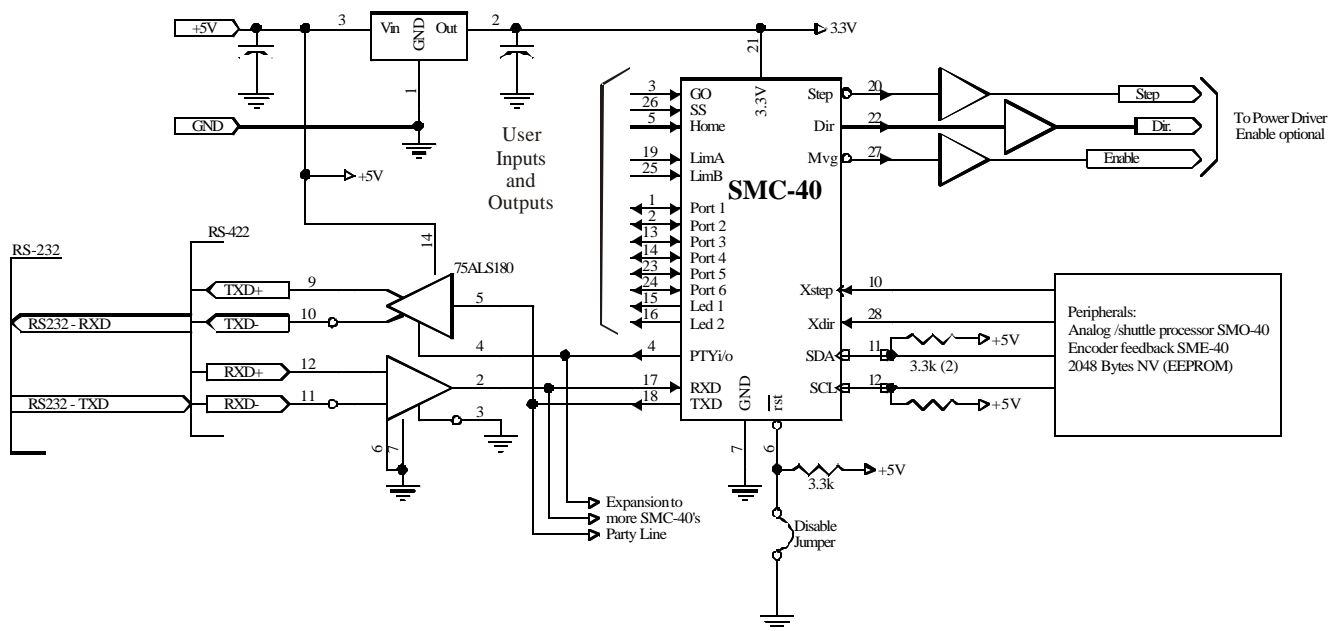 +5V
3
Vin
GND
Out
2
3.3V
1
GND
+5V
User
Inputs
and
Outputs
21
3.3V
SMC-40
3
GO
26
SS
5
Home
19
LimA
25
LimB
1
Port 1
2
Port 2
13
Port 3
14
Port 4
23
Port 5
24
Port 6
15
Led 1
16
Led 2
4
PTYi/o
17
RXD
18
TXD
Step
20
Dir
22
Mvg
27
Step
Dir.
Enable
To Power Driver
Enable optional
Xstep
10
Xdir
28
SDA
11
SCL
12
+5V
3.3k (2)
+5V
Peripherals:
Analog /shuttle processor SMO-40
Encoder feedback SME-40
2048 Bytes NV (EEPROM)
GND
rst
7
6
3.3k
+5V
Disable
Jumper
RS-232
RS-422
14
75ALS180
TXD+
9
5
RS232 - RXD
TXD-
10
4
RXD+
12
2
RS232 - TXD
RXD-
11
3
6
7
Expansion to
more SMC-40's
Party Line